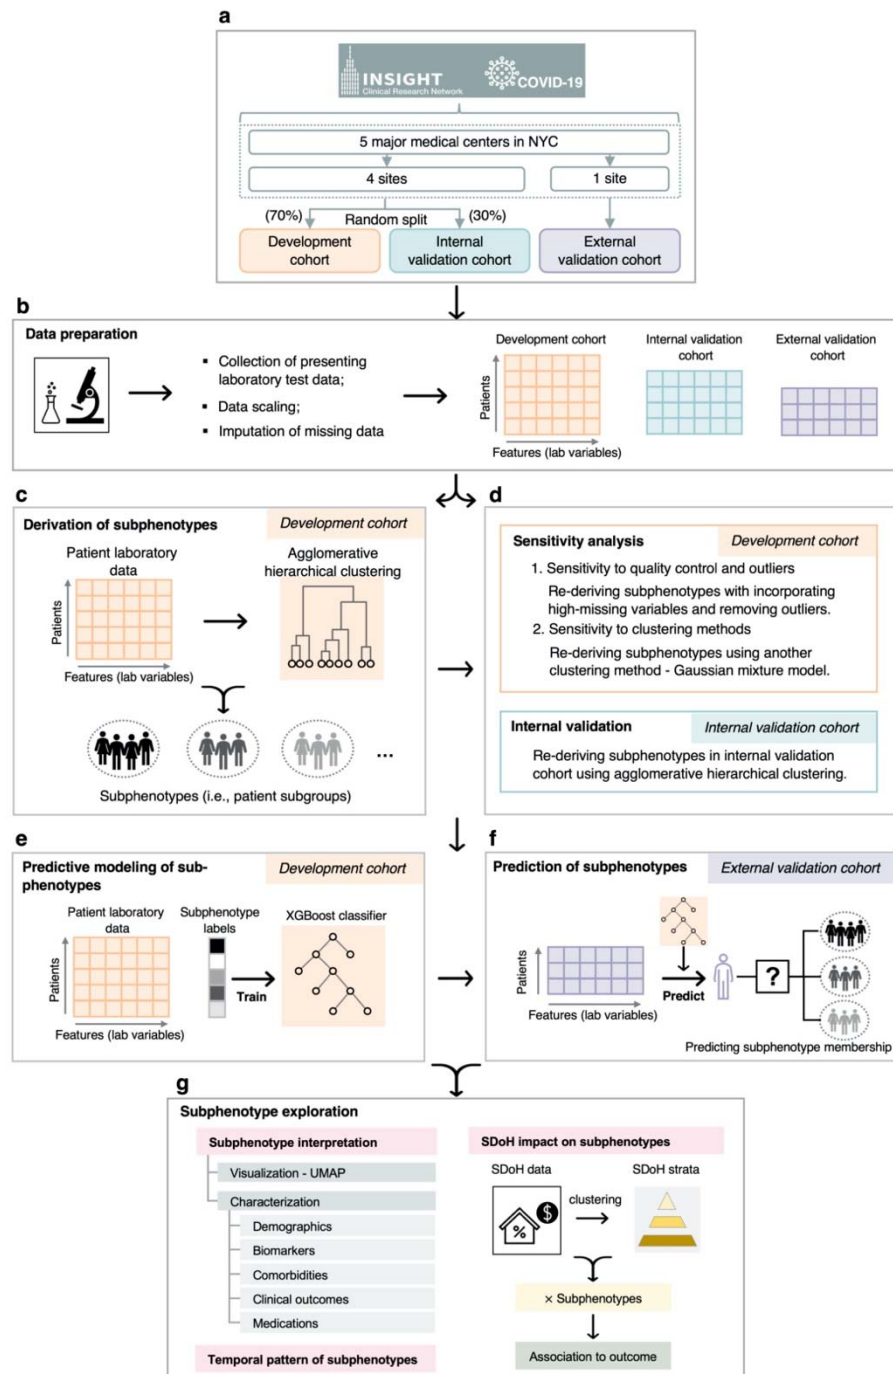 a
INSIGHT
Clinical Research Network
COVID-19
5 major medical centers in NYC
4 sites
1 site
(70%)
Random split
(30%)
Development
cohort
Internal
validation cohort
External
validation cohort
b
Data preparation
▪ Collection of presenting
laboratory test data;
▪ Data scaling;
▪ Imputation of missing data
Development cohort
Patients
Features (lab variables)
Internal validation
cohort
External validation
cohort
c
Derivation of subphenotypes
Development cohort
Patient laboratory
data
Patients
Features (lab variables)
Agglomerative
hierarchical clustering
...
Subphenotypes (i.e., patient subgroups)
d
Sensitivity analysis
Development cohort
1. Sensitivity to quality control and outliers
Re-deriving subphenotypes with incorporating
high-missing variables and removing outliers.
2. Sensitivity to clustering methods
Re-deriving subphenotypes using another
clustering method - Gaussian mixture model.
Internal validation
Internal validation cohort
Re-deriving subphenotypes in internal validation
cohort using agglomerative hierarchical clustering.
e
Predictive modeling of sub-
phenotypes
Development cohort
Patient laboratory
data
Patients
Features (lab variables)
Subphenotype
labels
Train
XGBoost classifier
f
Prediction of subphenotypes
External validation cohort
Patients
Features (lab variables)
Predict
?
Predicting subphenotype membership
g
Subphenotype exploration
Subphenotype interpretation
Visualization - UMAP
Characterization
Demographics
Biomarkers
Comorbidities
Clinical outcomes
Medications
Temporal pattern of subphenotypes
SDoH impact on subphenotypes
SDoH data
%
$
clustering
SDoH strata
× Subphenotypes
Association to outcome